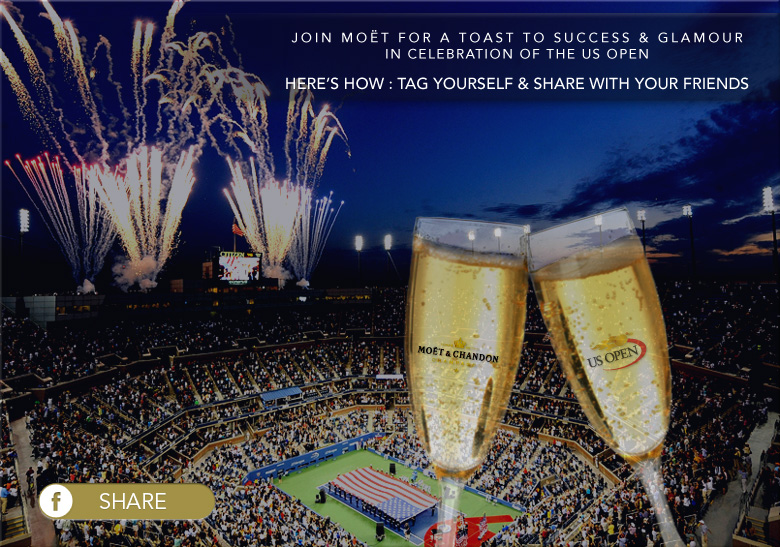 JOIN MOËT FOR A TOAST TO SUCCESS & GLAMOUR
IN CELEBRATION OF THE US OPEN
HERE'S HOW : TAG YOURSELF & SHARE WITH YOUR FRIENDS
MOËT & CHANDON
US OPEN
f SHARE